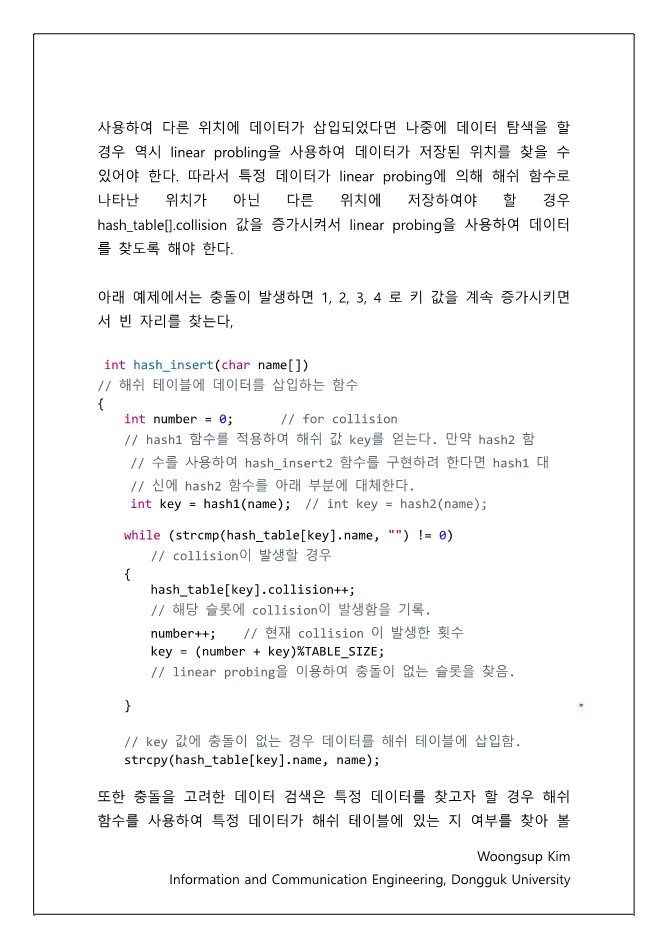 사용하여 다른 위치에 데이터가 삽입되었다면 나중에 데이터 탐색을 할
경우 역시 linear probling을 사용하여 데이터가 저장된 위치를 찾을 수
있어야 한다. 따라서 특정 데이터가 linear probing에 의해 해쉬 함수로
나타난 위치가 아닌 다른 위치에 저장하여야 할 경우
hash_table[].collision 값을 증가시켜서 linear probing을 사용하여 데이터
를 찾도록 해야 한다.
아래 예제에서는 충돌이 발생하면 1, 2, 3, 4 로 키 값을 계속 증가시키면
서 빈 자리를 찾는다,
int hash_insert(char name[])
// 해쉬 테이블에 데이터를 삽입하는 함수
{
int number = 0; // for collision
// hash1 함수를 적용하여 해쉬 값 key를 얻는다. 만약 hash2 함
// 수를 사용하여 hash_insert2 함수를 구현하려 한다면 hash1 대
// 신에 hash2 함수를 아래 부분에 대체한다.
int key = hash1(name); // int key = hash2(name);
while (strcmp(hash_table[key].name, "") != 0)
// collision이 발생할 경우
{
hash_table[key].collision++;
// 해당 슬롯에 collision이 발생함을 기록.
number++; // 현재 collision 이 발생한 횟수
key = (number + key)%TABLE_SIZE;
// linear probing을 이용하여 충돌이 없는 슬롯을 찾음.
}
// key 값에 충돌이 없는 경우 데이터를 해쉬 테이블에 삽입함.
strcpy(hash_table[key].name, name);
또한 충돌을 고려한 데이터 검색은 특정 데이터를 찾고자 할 경우 해쉬
함수를 사용하여 특정 데이터가 해쉬 테이블에 있는 지 여부를 찾아 볼
Woongsup Kim
Information and Communication Engineering, Dongguk University